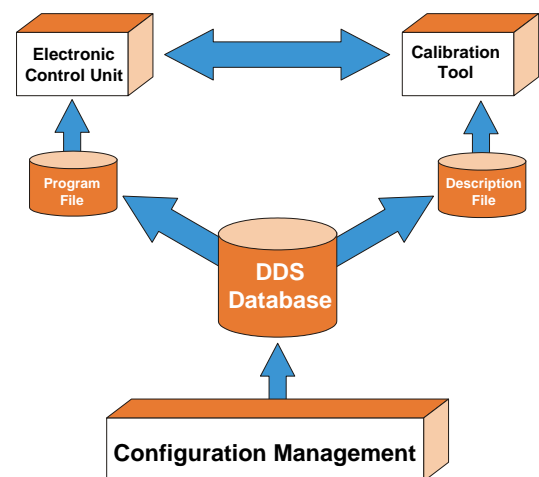 Electronic
Control Unit
Calibration
Tool
Program
File
Description
File
DDS
Database
Configuration Management